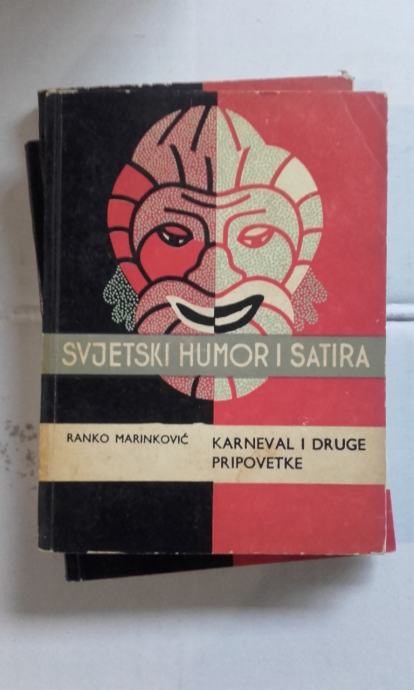 SVJETSKI HUMOR I SATIRA
RANKO MARINKOVIĆ
KARNEVAL I DRUGE
PRIPOVETKE